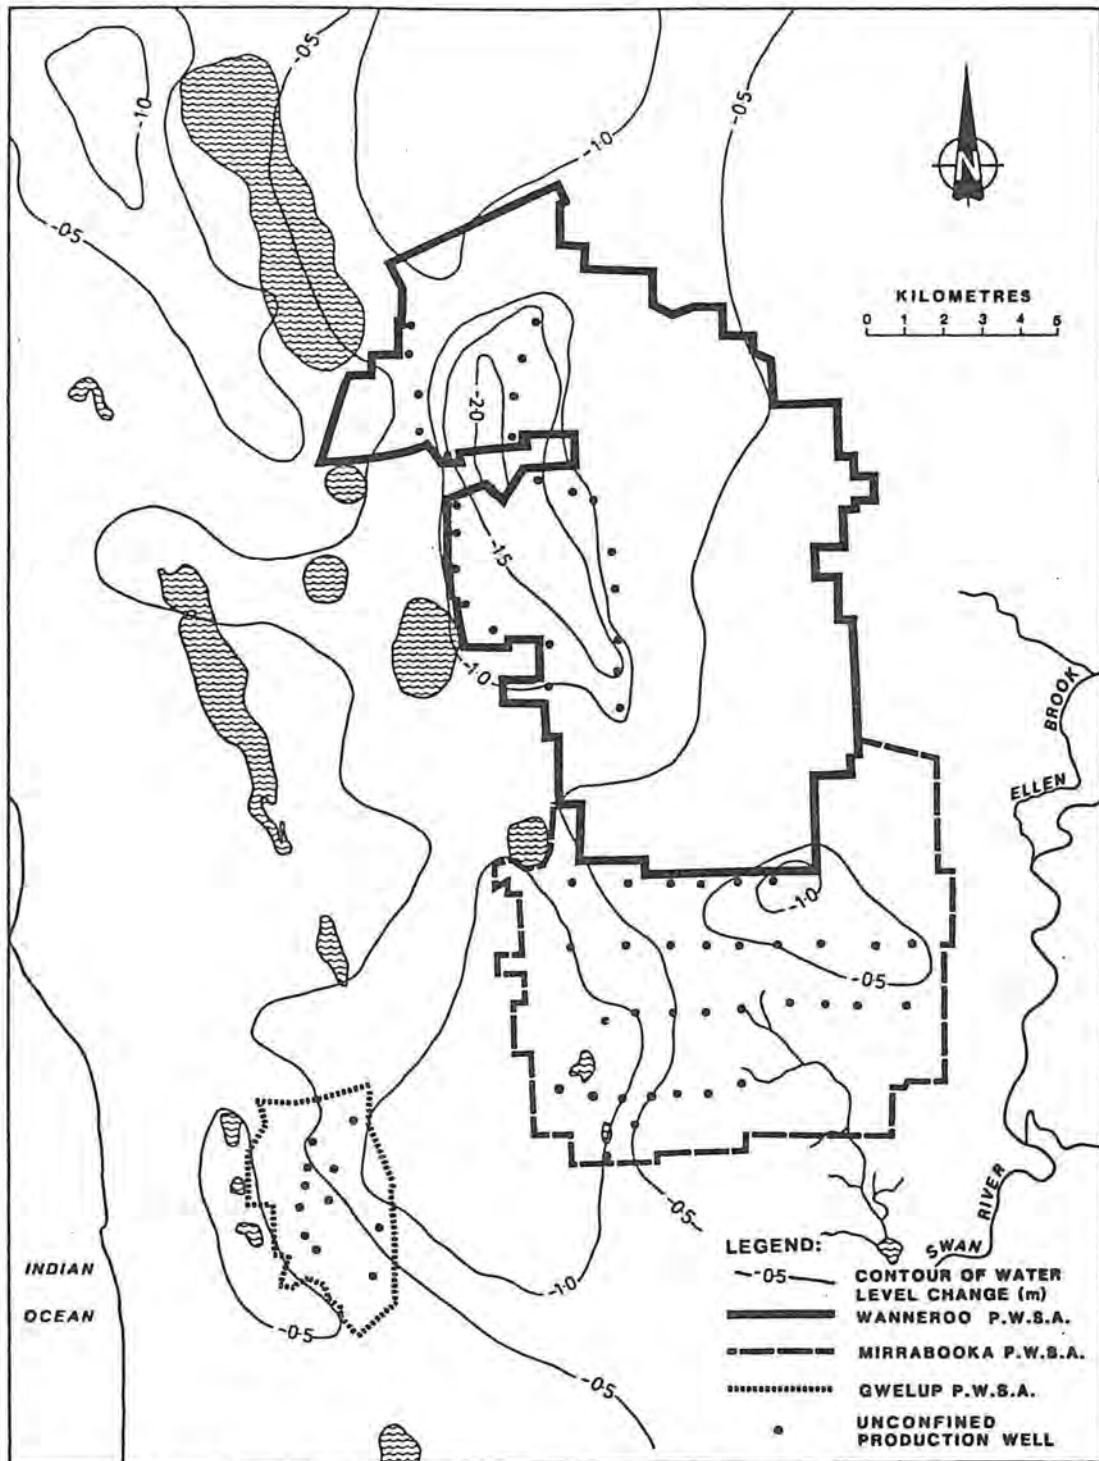 -0·5
-1·0
-0·5
-1·0
-0·5
N
KILOMETRES
0 1 2 3 4 5
-2·0
-1·5
-1·0
ELLEN BROOK
-1·0
-0·5
-0·5
SWAN RIVER
-1·0
-0·5
-0·5
INDIAN
OCEAN
LEGEND:
-0·5 CONTOUR OF WATER
LEVEL CHANGE (m)
WANNEROO P.W.S.A.
MIRRABOOKA P.W.S.A.
GWELUP P.W.S.A.
UNCONFINED
PRODUCTION WELL